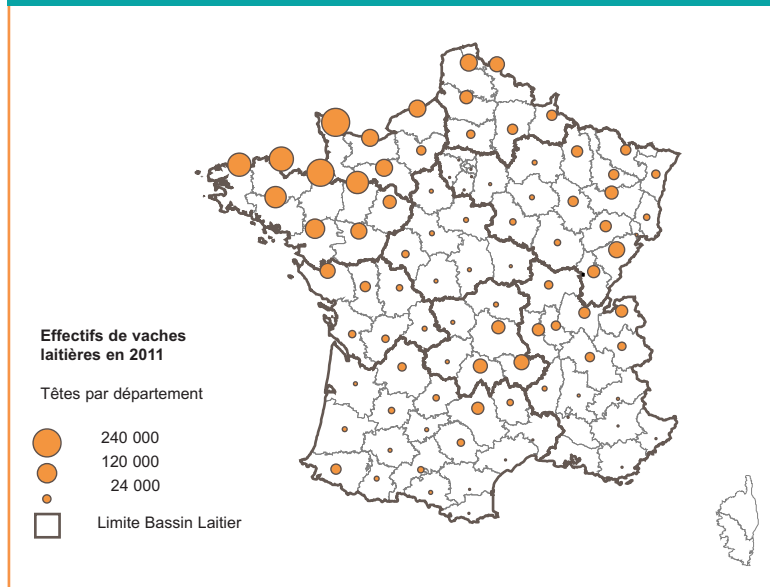 Effectifs de vaches
laitières en 2011
Têtes par département
240 000
120 000
24 000
Limite Bassin Laitier